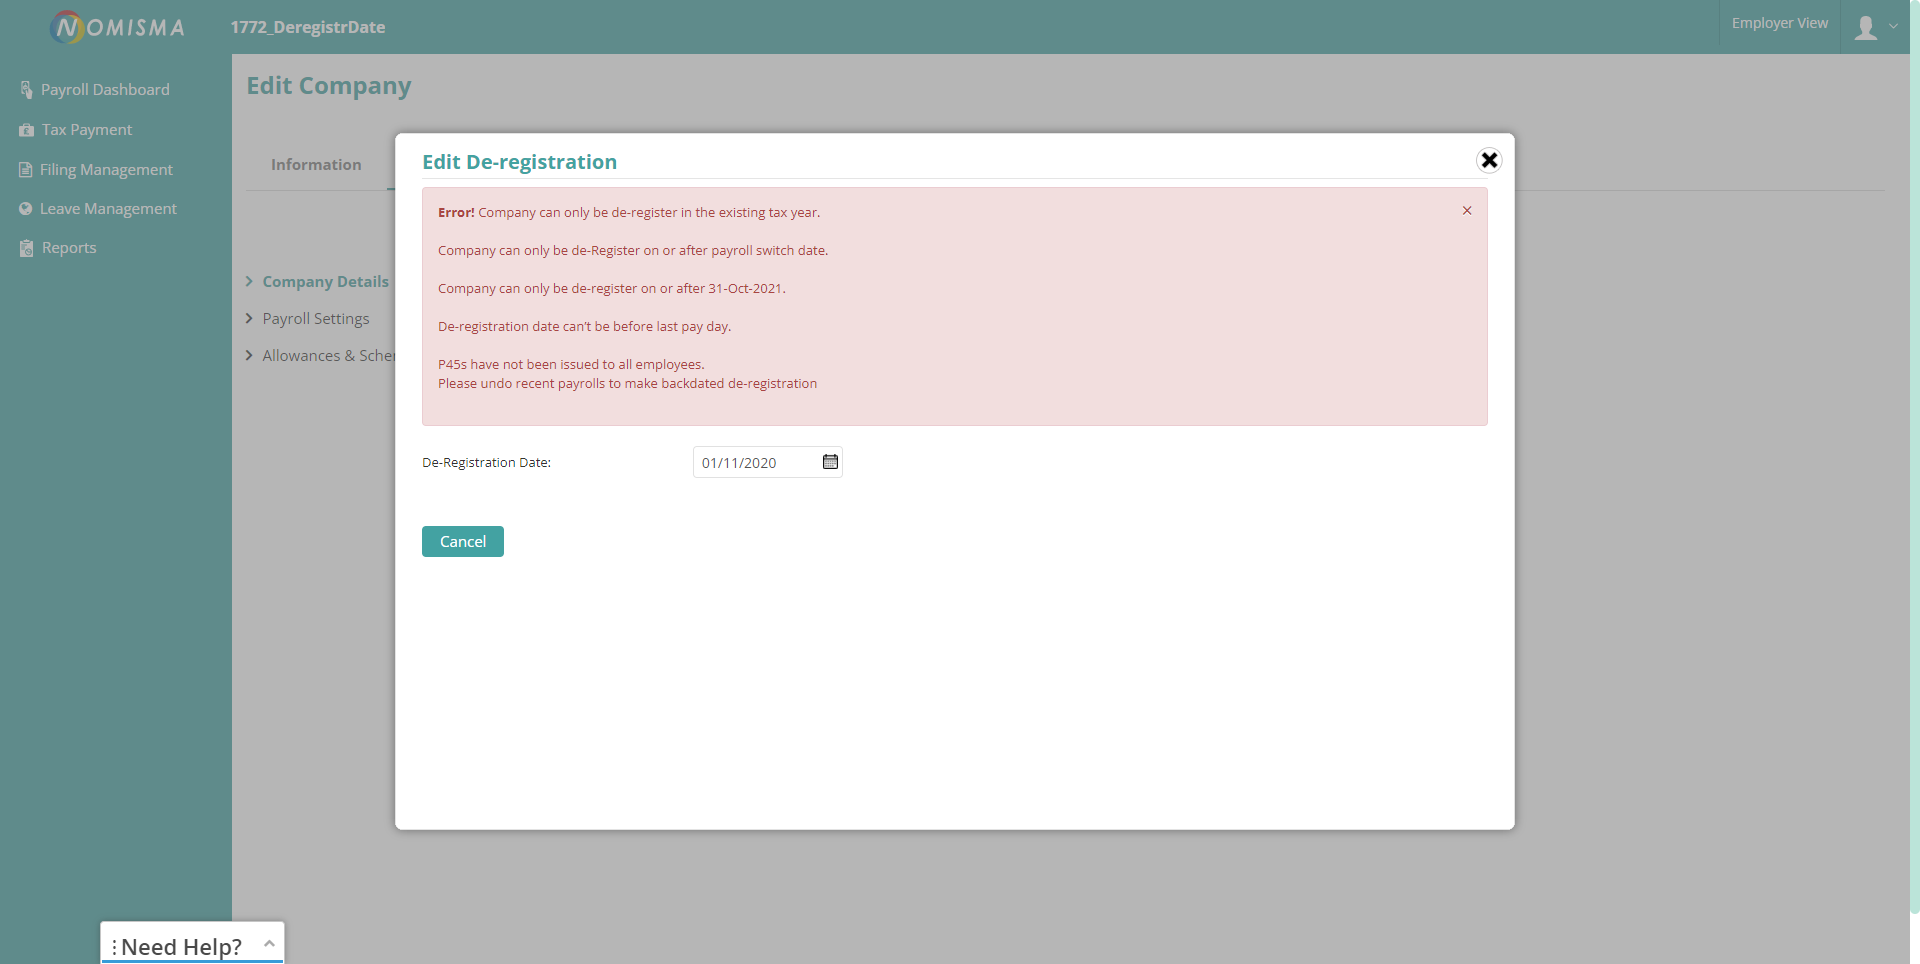 NOMISMA
1772_DeregistrDate
Employer View
Payroll Dashboard
Tax Payment
Filing Management
Leave Management
Reports
Edit Company
Information
Company Details
Payroll Settings
Allowances & Scher
Edit De-registration
Error! Company can only be de-register in the existing tax year.
Company can only be de-Register on or after payroll switch date.
Company can only be de-register on or after 31-Oct-2021.
De-registration date can't be before last pay day.
P45s have not been issued to all employees.
Please undo recent payrolls to make backdated de-registration
De-Registration Date: 01/11/2020
Cancel
Need Help?